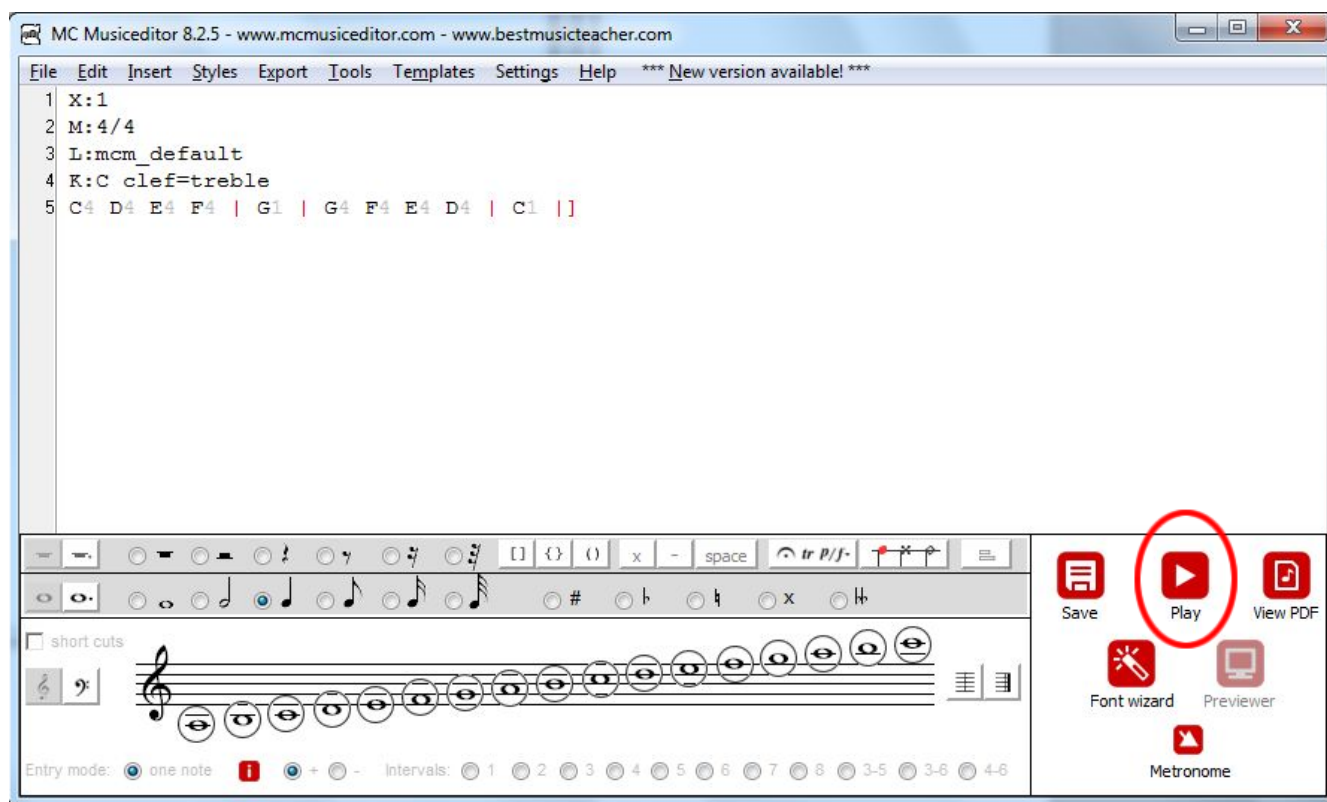 MC Musiceditor 8.2.5 - www.mcmusiceditor.com - www.bestmusicteacher.com
File Edit Insert Styles Export Tools Templates Settings Help *** New version available! ***
1 X:1
2 M:4/4
3 L:mcm_default
4 K:C clef=treble
5 C4 D4 E4 F4 | G1 | G4 F4 E4 D4 | C1 |]
[] {} () x - space tr p/f-
# x
Save Play View PDF
short cuts
Font wizard Previewer
Entry mode: one note i + - Intervals: 1 2 3 4 5 6 7 8 3-5 3-6 4-6
Metronome